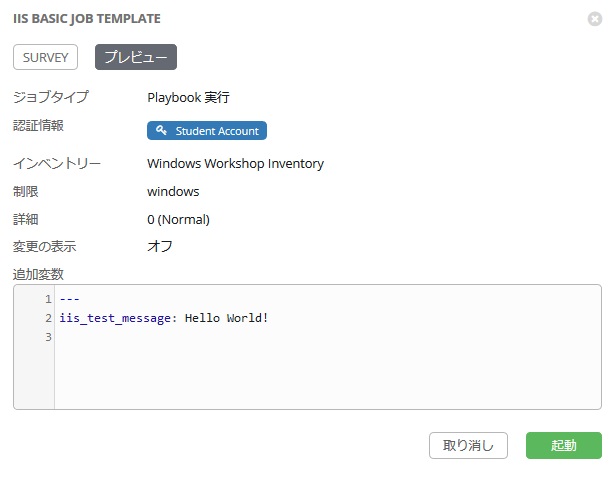 IIS BASIC JOB TEMPLATE
SURVEY プレビュー
ジョブタイプ Playbook 実行
認証情報 Student Account
インベントリー Windows Workshop Inventory
制限 windows
詳細 0 (Normal)
変更の表示 オフ
追加変数
1 ---
2 iis_test_message: Hello World!
3
取り消し 起動